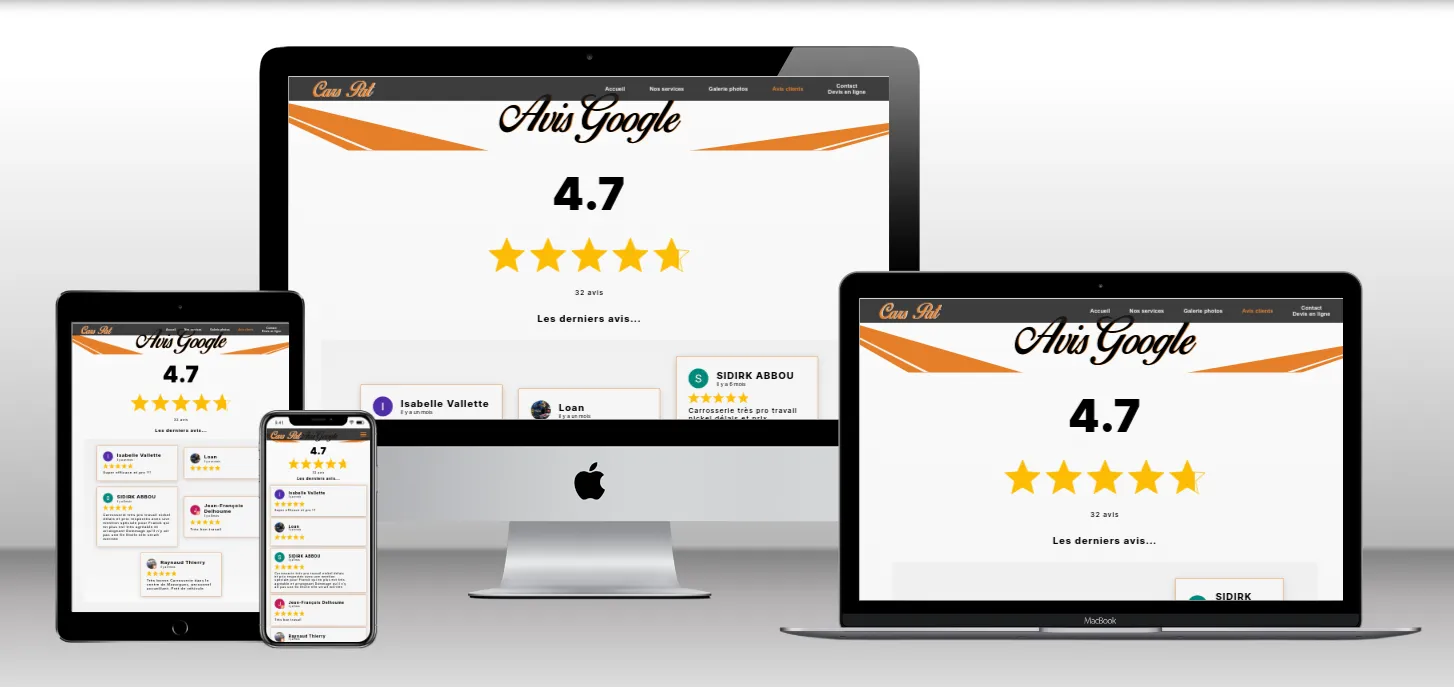 Cars Pat
Accueil
Nos services
Galerie photos
Avis clients
Contact
Devis en ligne
Avis Google
4.7
32 avis
Les derniers avis...
I
Isabelle Vallette
il y a un mois
Loan
il y a un mois
S
SIDIRK ABBOU
il y a 6 mois
Carrosserie très pro travail
nickel délais et prix
Cars Pat
Accueil
Nos services
Galerie photos
Avis clients
Contact
Devis en ligne
Avis Google
4.7
32 avis
Les derniers avis...
I
Isabelle Vallette
Super efficace et pro !!!
Loan
S
SIDIRK ABBOU
Jean-François
Delhoume
Très bon travail
Raynaud Thierry
9:41
Cars Pat
Avis Google
4.7
32 avis
Les derniers avis...
I
Isabelle Vallette
Super efficace et pro !!!
Loan
S
SIDIRK ABBOU
Jean-François Delhoume
Très bon travail
Raynaud Thierry
Cars Pat
Accueil
Nos services
Galerie photos
Avis clients
Contact
Devis en ligne
Avis Google
4.7
32 avis
Les derniers avis...
SIDIRK
MacBook